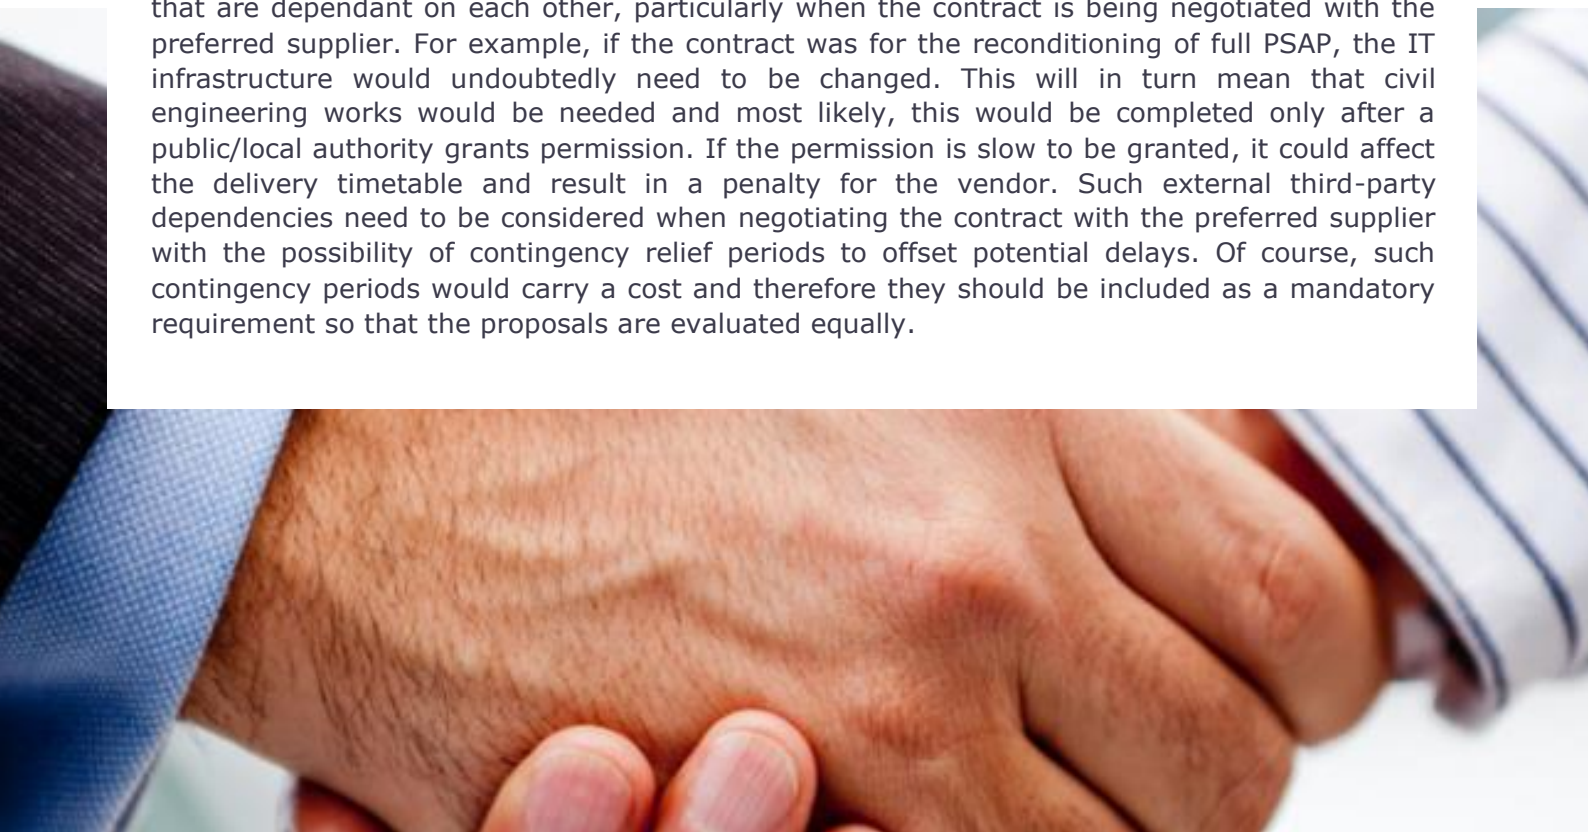 that are dependant on each other, particularly when the contract is being negotiated with the
preferred supplier. For example, if the contract was for the reconditioning of full PSAP, the IT
infrastructure would undoubtedly need to be changed. This will in turn mean that civil
engineering works would be needed and most likely, this would be completed only after a
public/local authority grants permission. If the permission is slow to be granted, it could affect
the delivery timetable and result in a penalty for the vendor. Such external third-party
dependencies need to be considered when negotiating the contract with the preferred supplier
with the possibility of contingency relief periods to offset potential delays. Of course, such
contingency periods would carry a cost and therefore they should be included as a mandatory
requirement so that the proposals are evaluated equally.